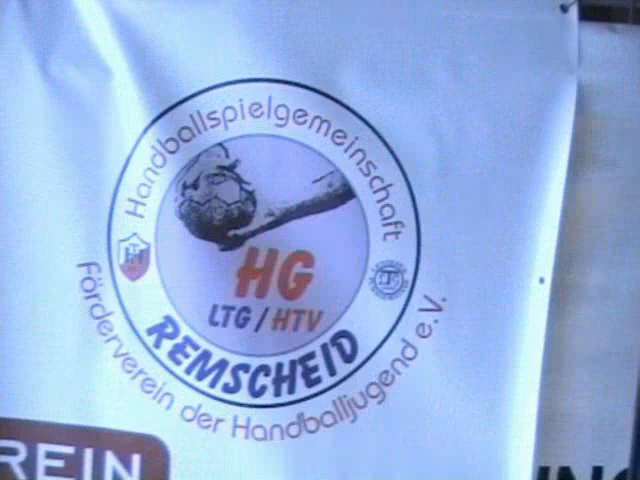 Handballspielgemeinschaft
HG
LTG / HTV
REMSCHEID
Förderverein der Handballjugend e.V.
REIN